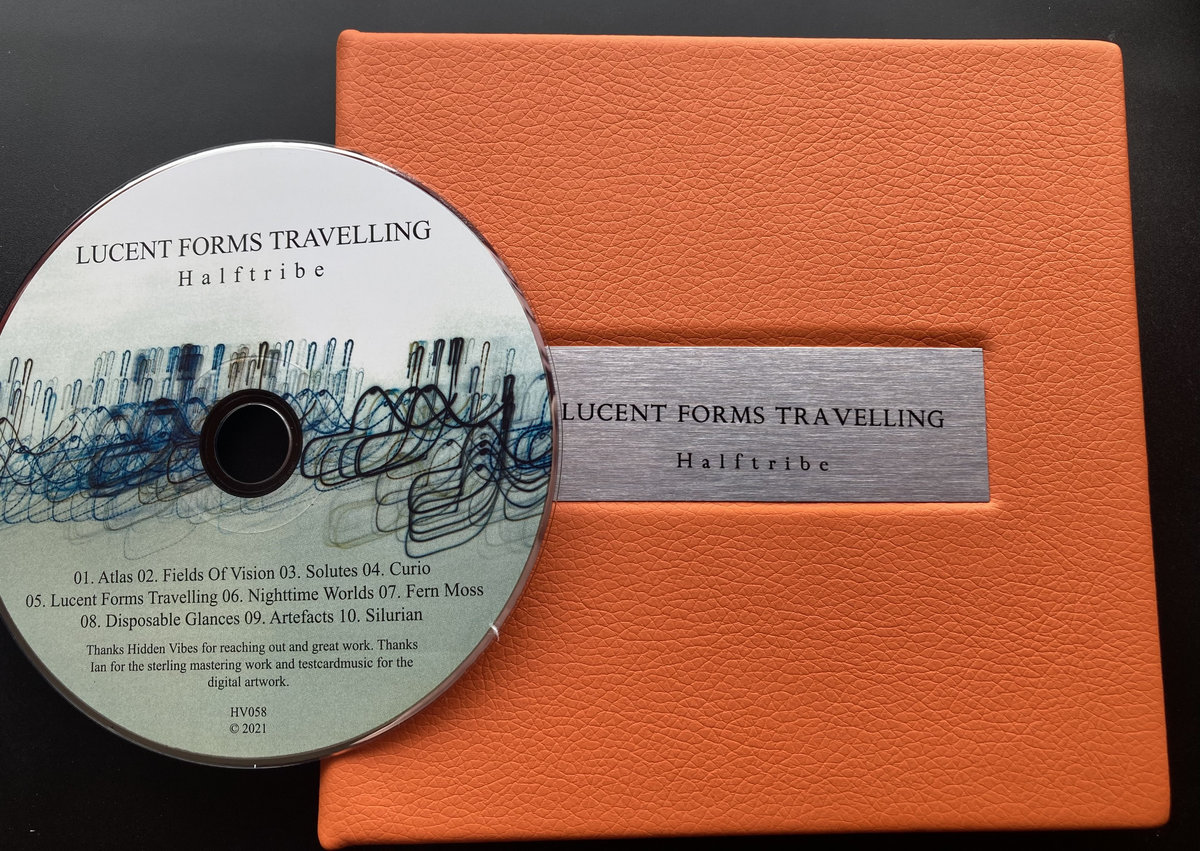 LUCENT FORMS TRAVELLING
Halftribe
01. Atlas 02. Fields Of Vision 03. Solutes 04. Curio
05. Lucent Forms Travelling 06. Nighttime Worlds 07. Fern Moss
08. Disposable Glances 09. Artefacts 10. Silurian
Thanks Hidden Vibes for reaching out and great work. Thanks
Ian for the sterling mastering work and testcardmusic for the
digital artwork.
HV058
© 2021
LUCENT FORMS TRAVELLING
Halftribe